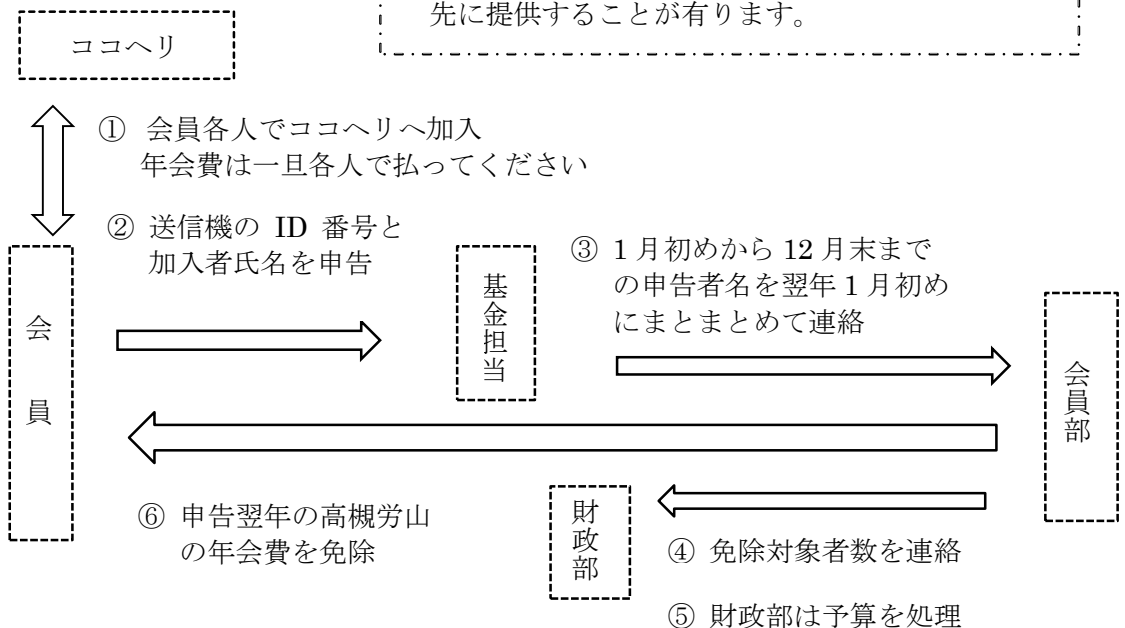 先に提供することが有ります。
ココヘリ
① 会員各人でココヘリへ加入
年会費は一旦各人で払ってください
② 送信機の ID 番号と
加入者氏名を申告
③ 1 月初めから 12 月末まで
の申告者名を翌年 1 月初め
にまとまとめて連絡
会員
基金担当
会員部
⑥ 申告翌年の高槻労山
の年会費を免除
財政部
④ 免除対象者数を連絡
⑤ 財政部は予算を処理